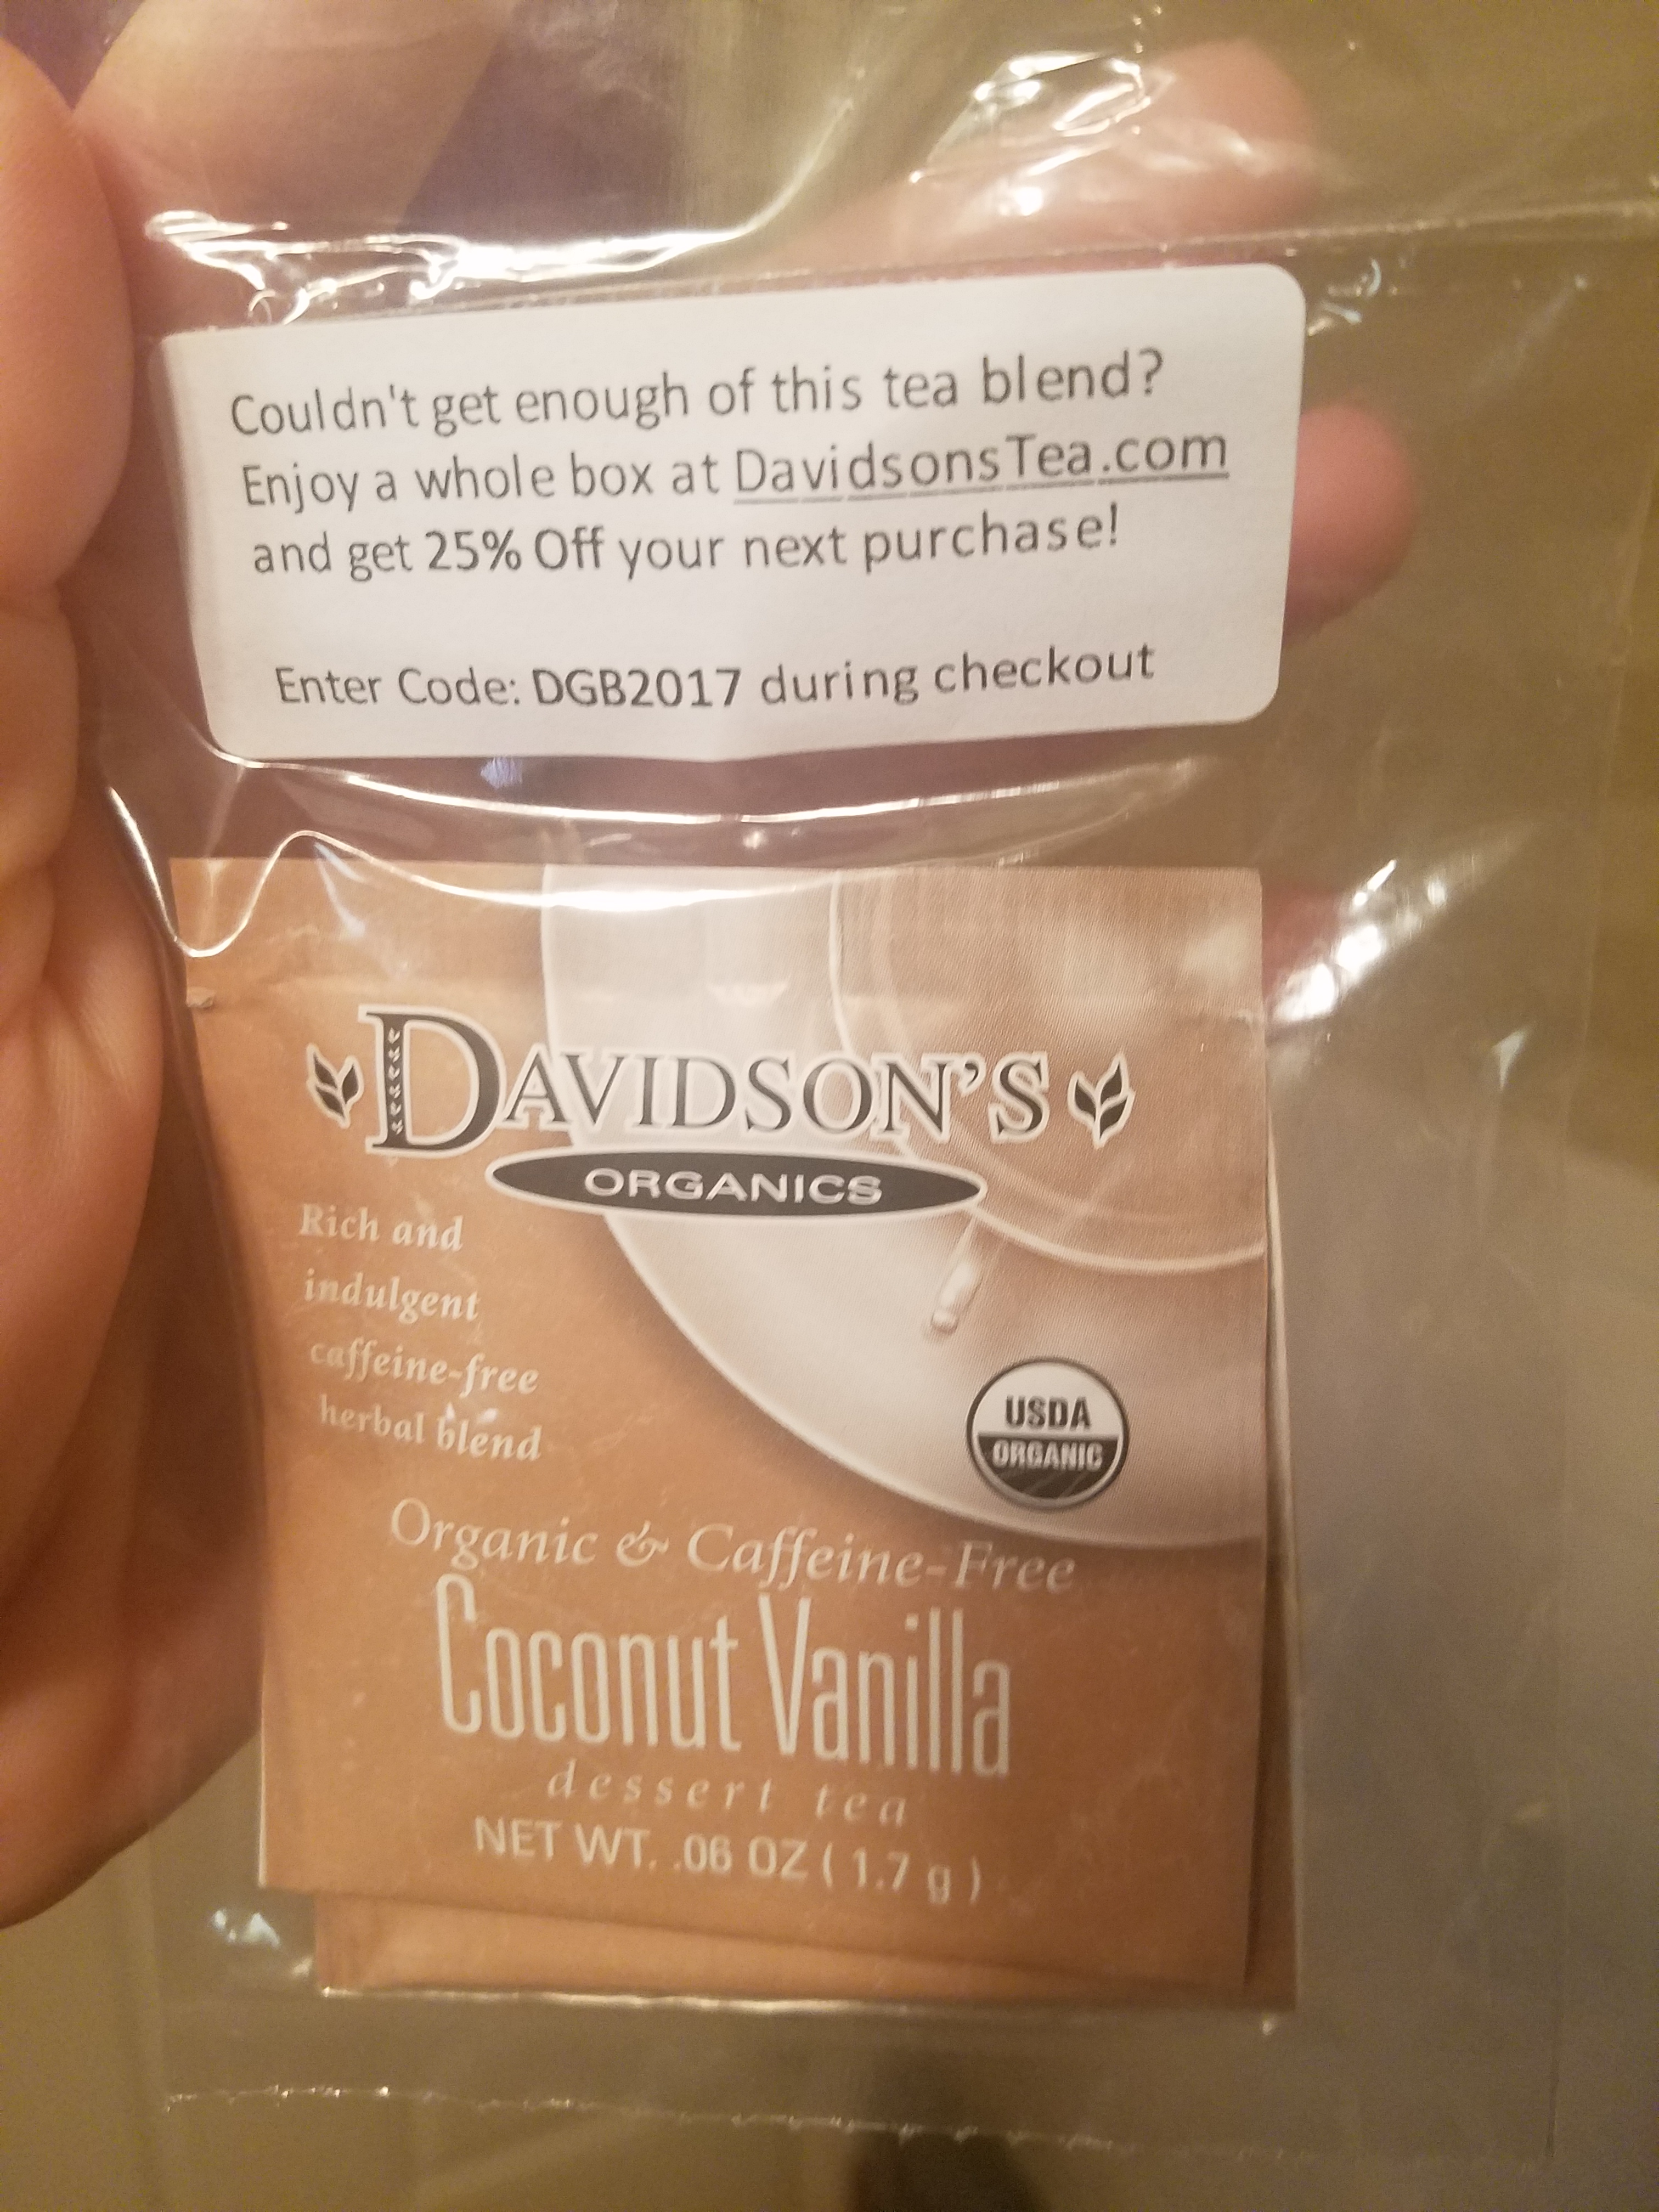 Couldn't get enough of this tea blend?
Enjoy a whole box at DavidsonsTea.com
and get 25% Off your next purchase!
Enter Code: DGB2017 during checkout
DAVIDSON'S
ORGANICS
Rich and
indulgent
caffeine-free
herbal blend
USDA
ORGANIC
Organic & Caffeine-Free
Coconut Vanilla
dessert tea
NET WT. .06 OZ ( 1.7 g )